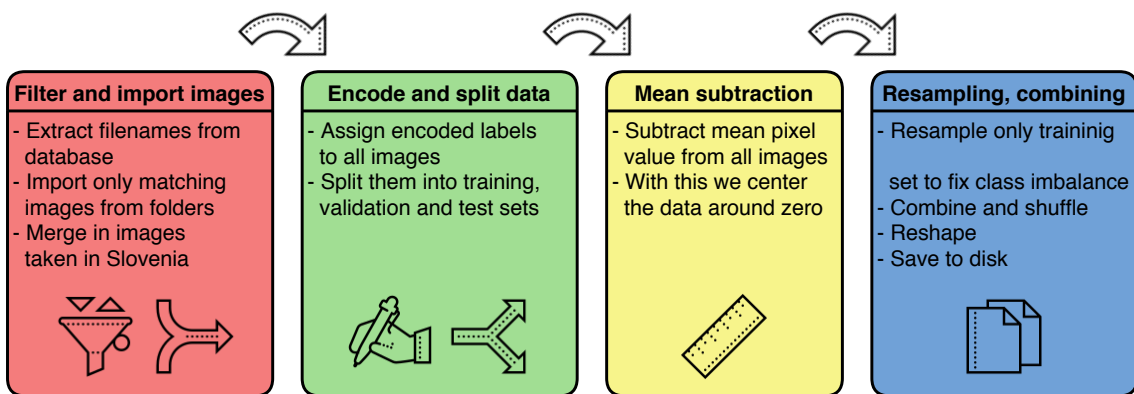 Filter and import images
- Extract filenames from
database
- Import only matching
images from folders
- Merge in images
taken in Slovenia
Encode and split data
- Assign encoded labels
to all images
- Split them into training,
validation and test sets
Mean subtraction
- Subtract mean pixel
value from all images
- With this we center
the data around zero
Resampling, combining
- Resample only traininig
set to fix class imbalance
- Combine and shuffle
- Reshape
- Save to disk